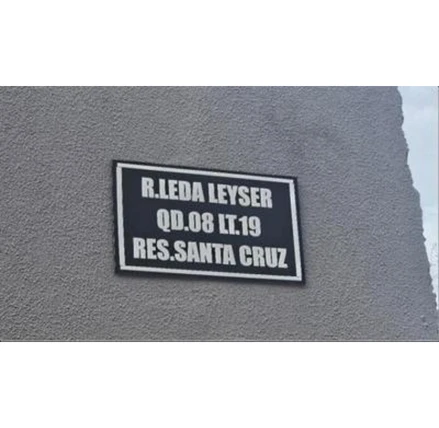 R.LEDA LEYSER
QD.08 LT.19
RES.SANTA CRUZ